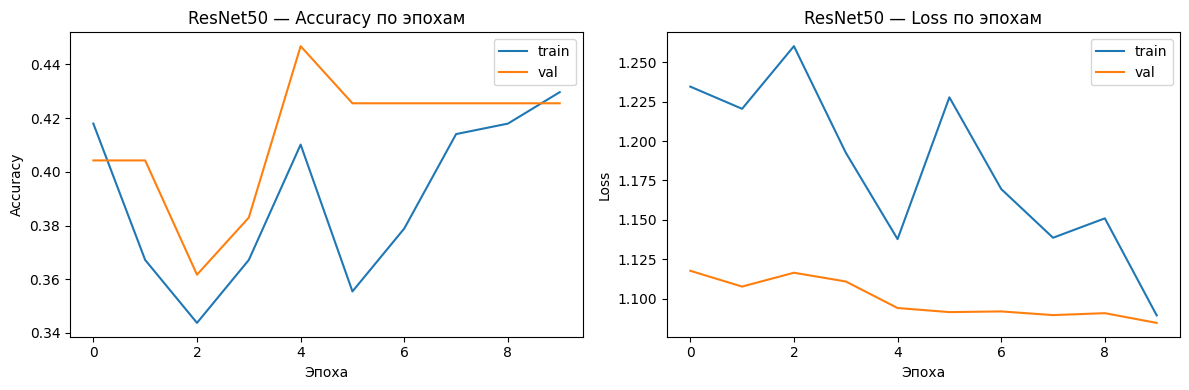 ResNet50 — Accuracy по эпохам
train
val
0.44
0.42
0.40
0.38
0.36
0.34
Accuracy
0 2 4 6 8
Эпоха
ResNet50 — Loss по эпохам
train
val
1.250
1.225
1.200
1.175
1.150
1.125
1.100
Loss
0 2 4 6 8
Эпоха